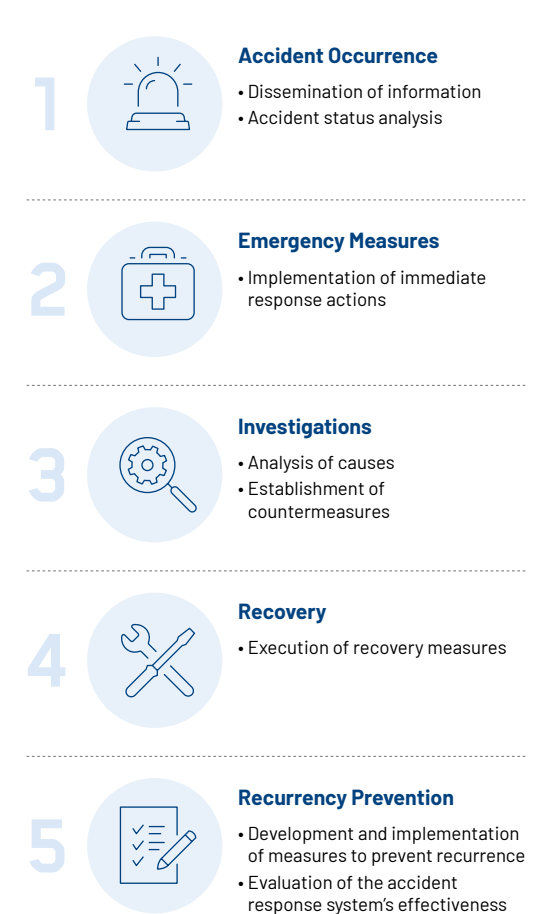 1
Accident Occurrence
• Dissemination of information
• Accident status analysis
2
Emergency Measures
• Implementation of immediate
response actions
3
Investigations
• Analysis of causes
• Establishment of
countermeasures
4
Recovery
• Execution of recovery measures
5
Recurrency Prevention
• Development and implementation
of measures to prevent recurrence
• Evaluation of the accident
response system's effectiveness